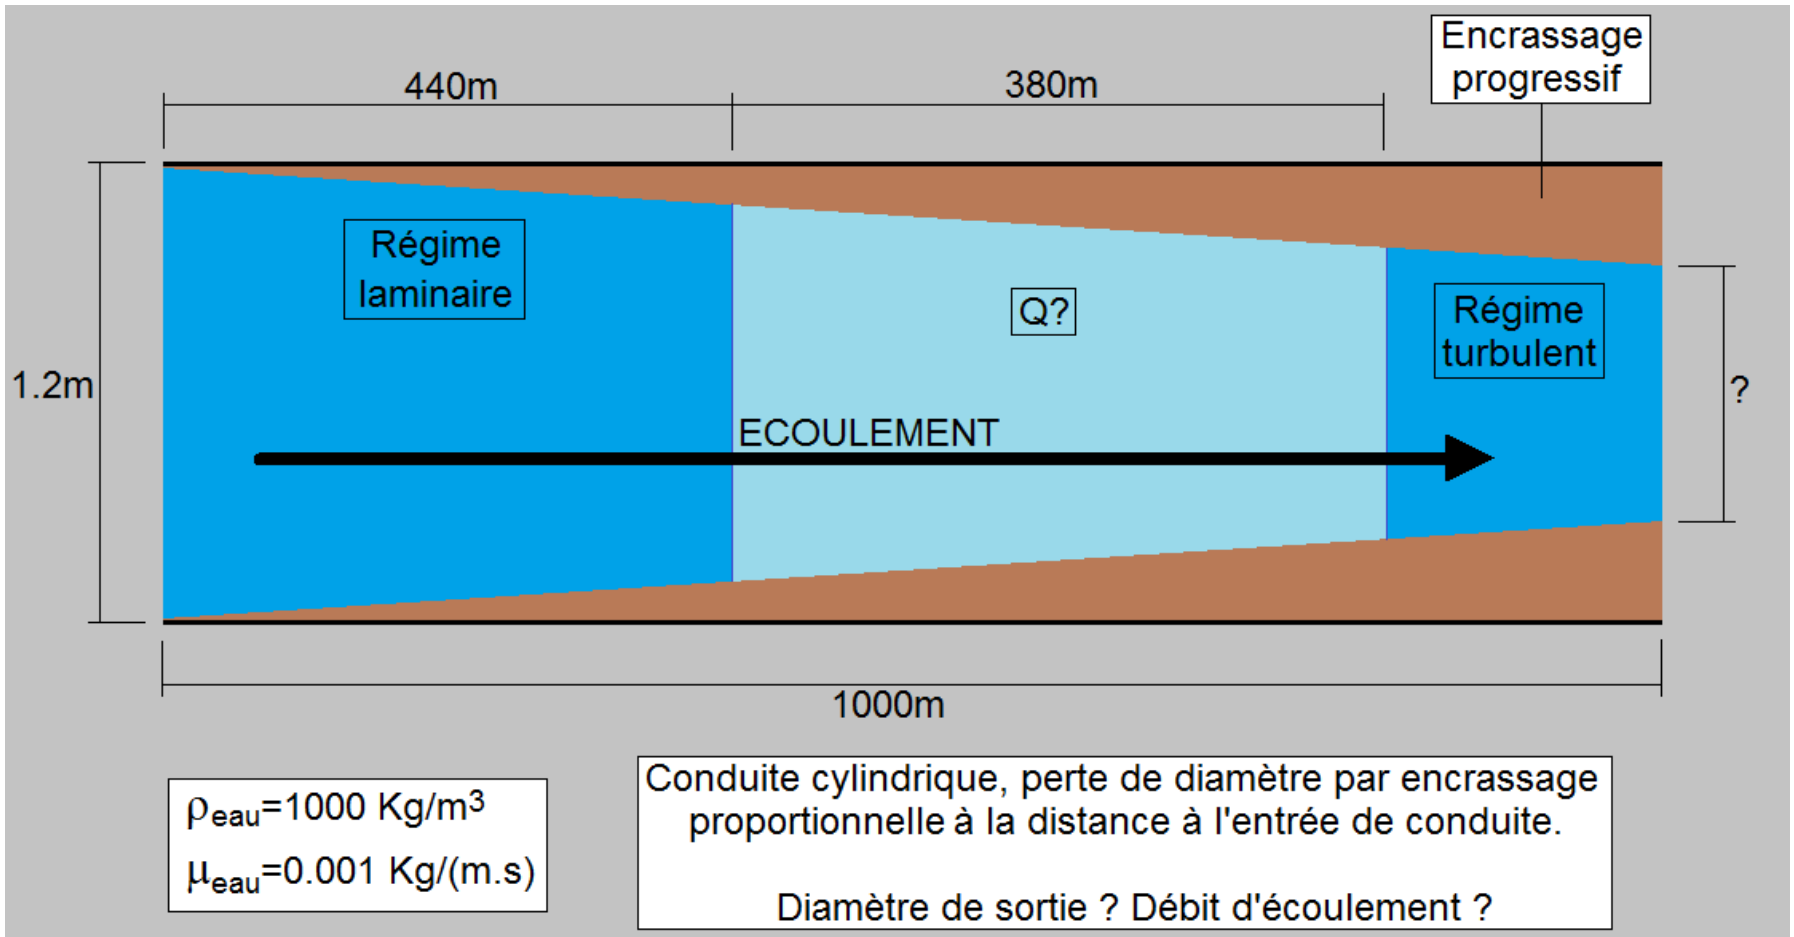 Encrassage
progressif
440m
380m
Régime
laminaire
Q?
Régime
turbulent
1.2m
?
ECOULEMENT
1000m
ρeau=1000 Kg/m³
μeau=0.001 Kg/(m.s)
Conduite cylindrique, perte de diamètre par encrassage
proportionnelle à la distance à l'entrée de conduite.
Diamètre de sortie ? Débit d'écoulement ?